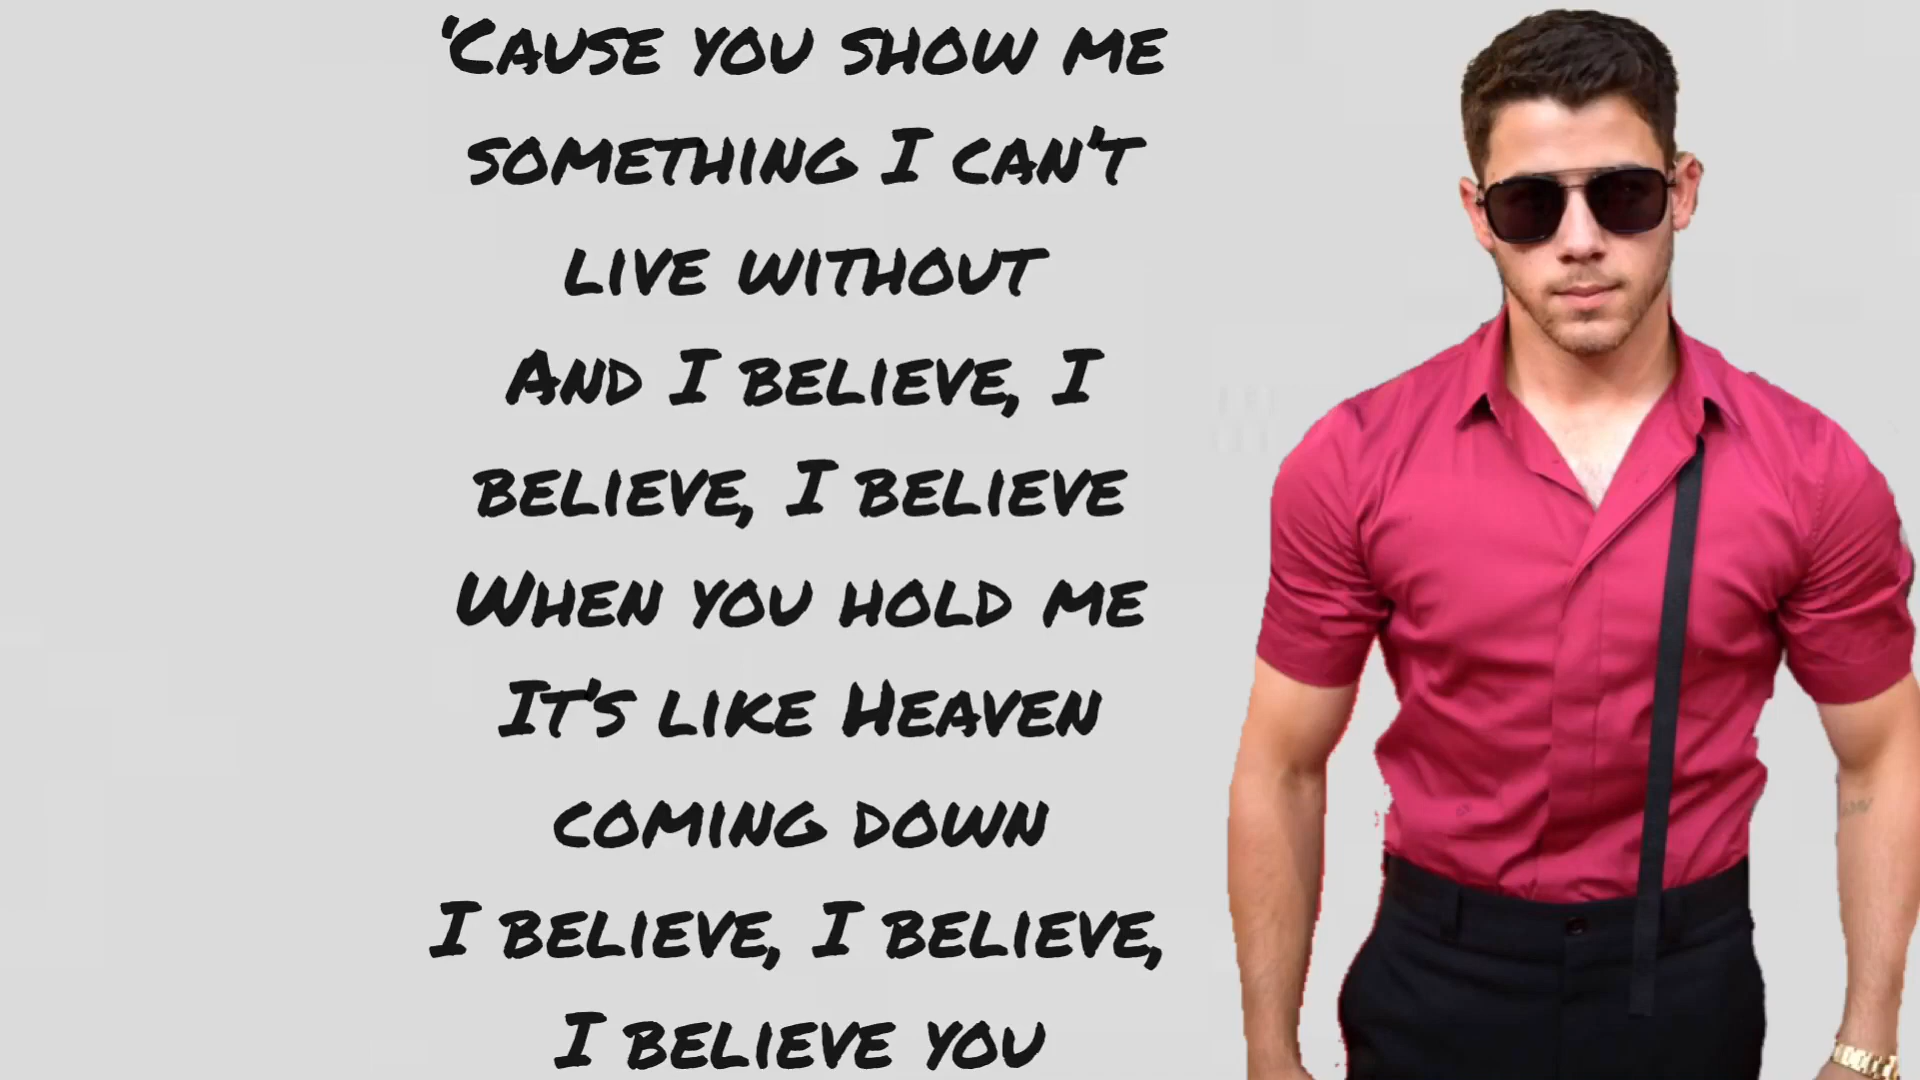 ‘Cause you show me
something I can't
live without
And I believe, I
believe, I believe
When you hold me
It's like Heaven
coming down
I believe, I believe,
I believe you